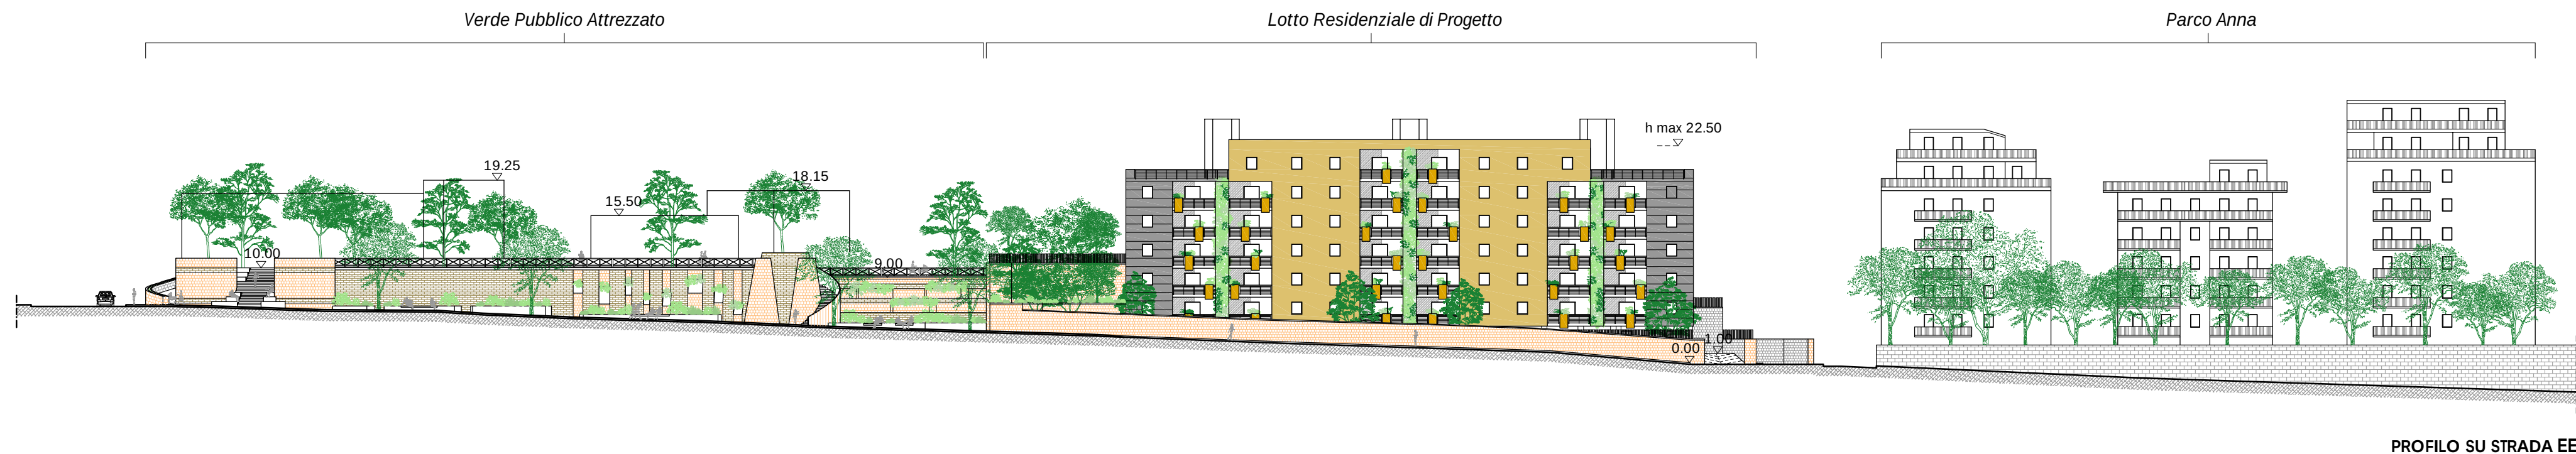 Verde Pubblico Attrezzato
Lotto Residenziale di Progetto
Parco Anna
h max 22.50
19.25
18.15
15.50
10.00
9.00
1.00
0.00
PROFILO SU STRADA EE